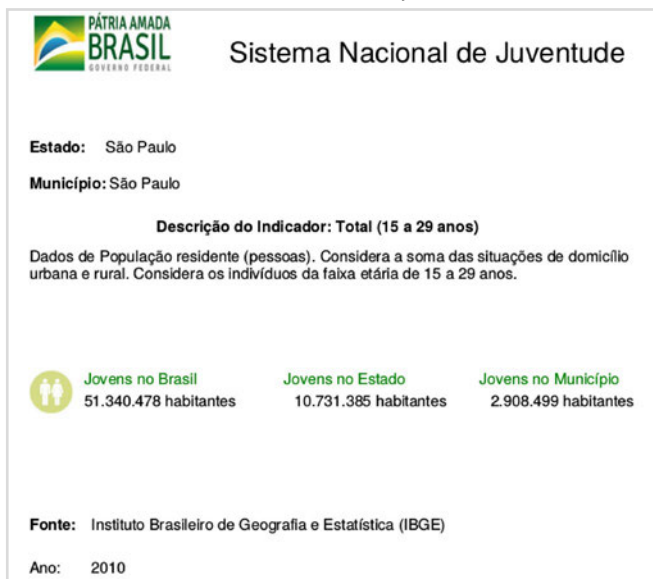 PÁTRIA AMADA
BRASIL
GOVERNO FEDERAL
Sistema Nacional de Juventude
Estado: São Paulo
Município: São Paulo
Descrição do Indicador: Total (15 a 29 anos)
Dados de População residente (pessoas). Considera a soma das situações de domicílio
urbana e rural. Considera os indivíduos da faixa etária de 15 a 29 anos.
Jovens no Brasil Jovens no Estado Jovens no Município
51.340.478 habitantes 10.731.385 habitantes 2.908.499 habitantes
Fonte: Instituto Brasileiro de Geografia e Estatística (IBGE)
Ano: 2010